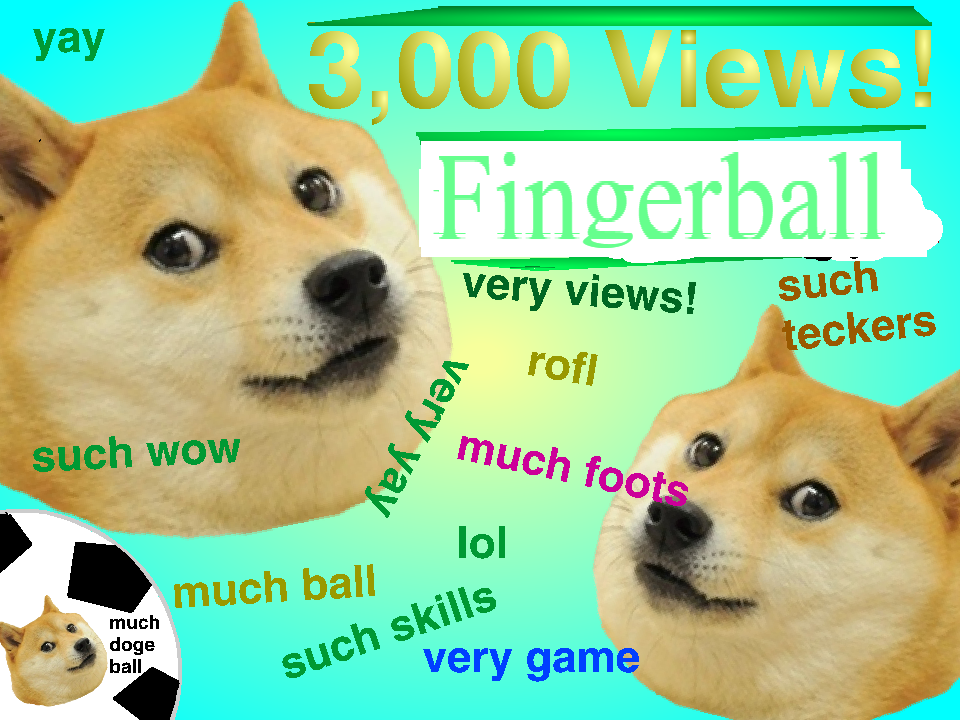 yay
3,000 Views!
Fingerball
very views!
such
teckers
rofl
very yay
such wow
much foots
lol
much ball
such skills
very game
much
doge
ball